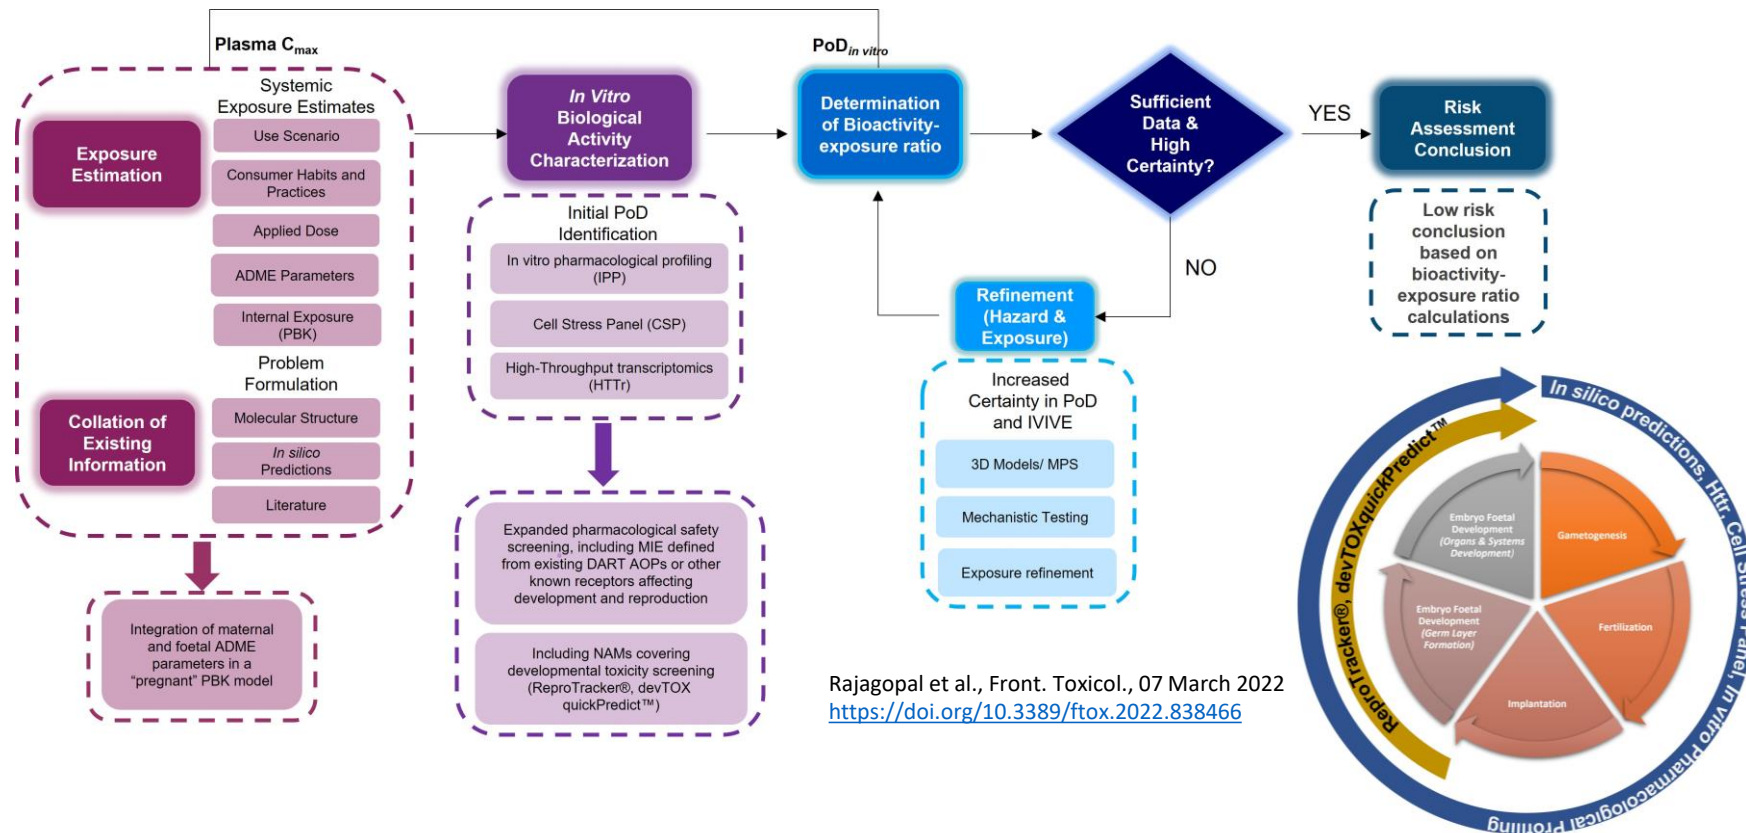 Plasma Cmax
PoDin vitro
Systemic
Exposure Estimates
Exposure
Estimation
Use Scenario
Consumer Habits and
Practices
Applied Dose
ADME Parameters
Internal Exposure
(PBK)
Problem
Formulation
Collation of
Existing
Information
Molecular Structure
In silico
Predictions
Literature
Integration of maternal
and foetal ADME
parameters in a
“pregnant” PBK model
In Vitro
Biological
Activity
Characterization
Initial PoD
Identification
In vitro pharmacological profiling
(IPP)
Cell Stress Panel (CSP)
High-Throughput transcriptomics
(HTTr)
Expanded pharmacological safety
screening, including MIE defined
from existing DART AOPs or other
known receptors affecting
development and reproduction
Including NAMs covering
developmental toxicity screening
(ReproTracker®, devTOX
quickPredict™)
Determination
of Bioactivity-
exposure ratio
Sufficient
Data &
High
Certainty?
YES
NO
Refinement
(Hazard &
Exposure)
Increased
Certainty in PoD
and IVIVE
3D Models/ MPS
Mechanistic Testing
Exposure refinement
Risk
Assessment
Conclusion
Low risk
conclusion
based on
bioactivity-
exposure ratio
calculations
Rajagopal et al., Front. Toxicol., 07 March 2022
https://doi.org/10.3389/ftox.2022.838466
In silico predictions, Httr, Cell Stress Panel, In vitro Pharmacological Profiling
ReproTracker®, devTOXquickPredict™
Gametogenesis
Fertilization
Implantation
Embryo Foetal
Development
(Germ Layer
Formation)
Embryo Foetal
Development
(Organs & Systems
Development)